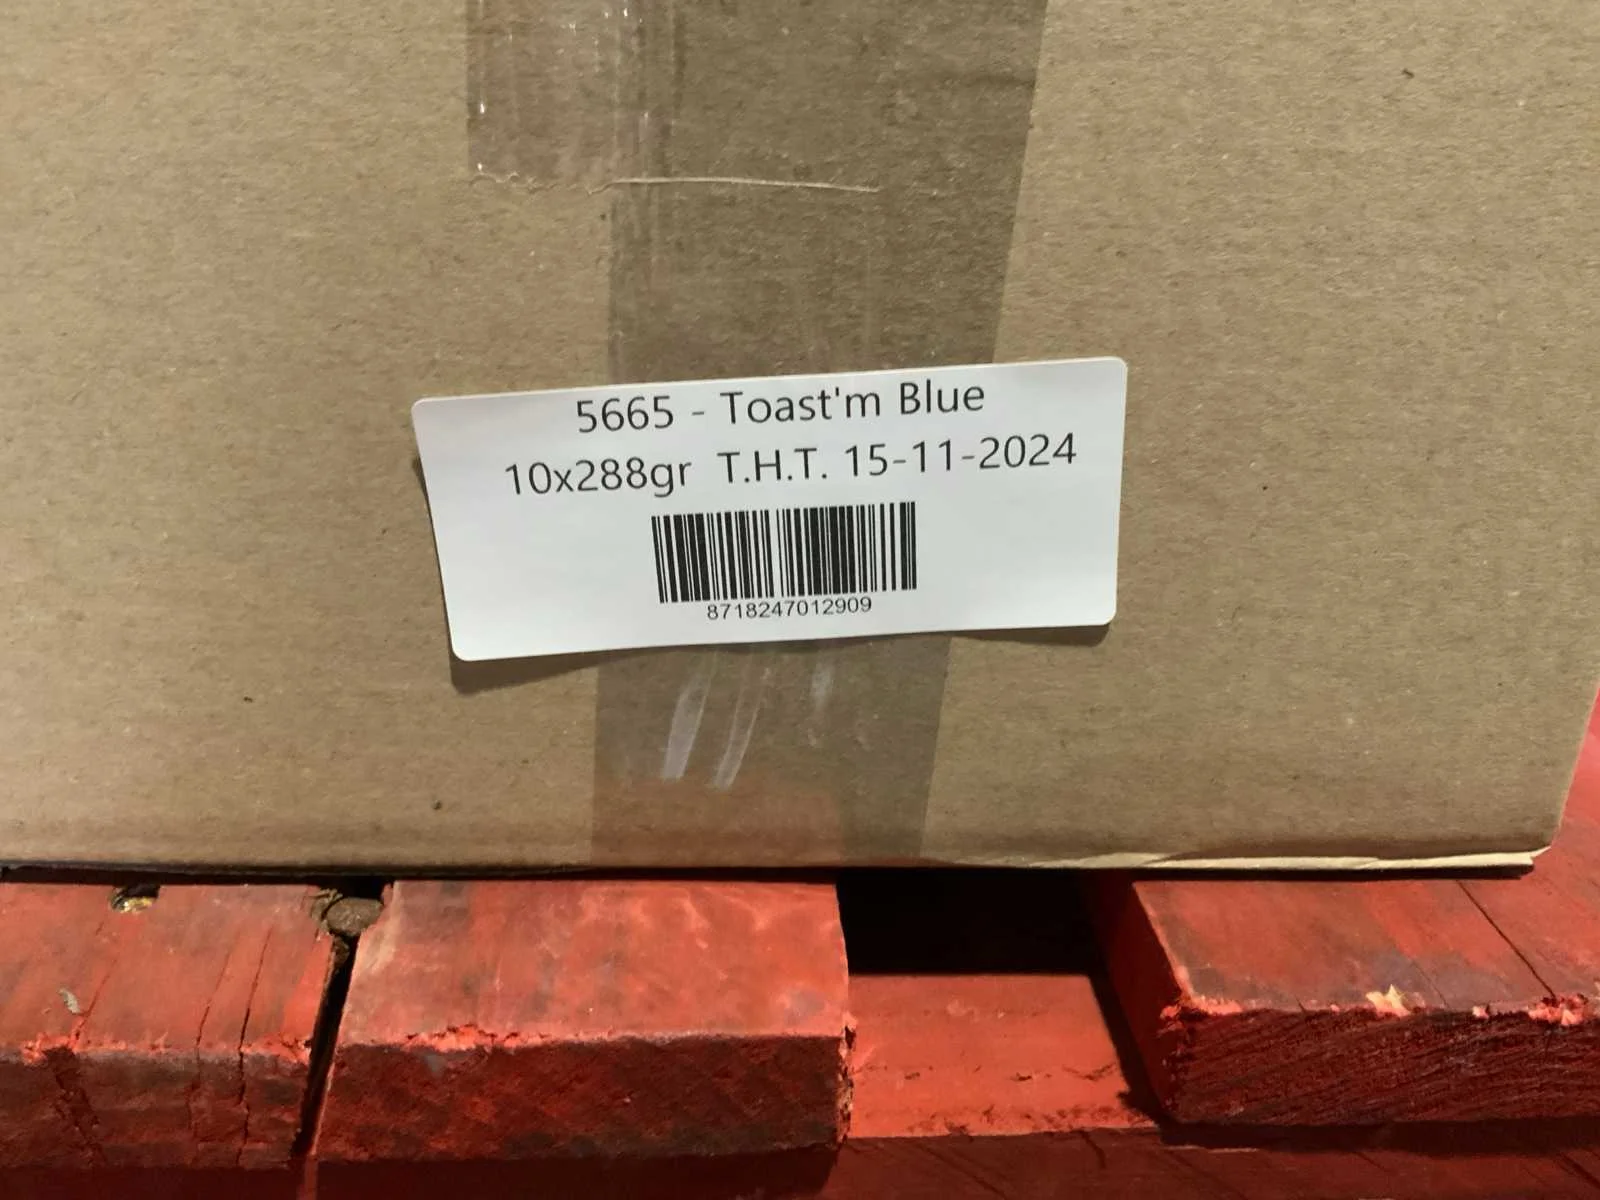 5665 - Toast'm Blue
10x288gr T.H.T. 15-11-2024
8718247012909